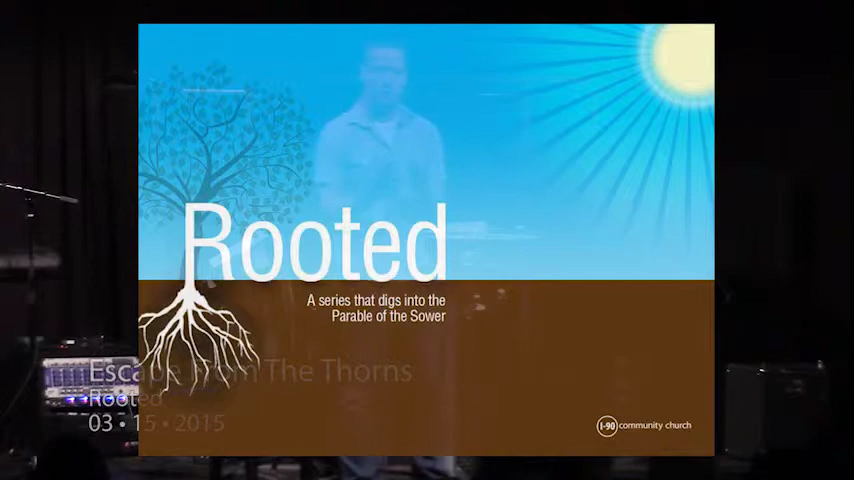 Rooted
A series that digs into the
Parable of the Sower
Escape From The Thorns
Rooted
03 • 15 • 2015
I-90 community church